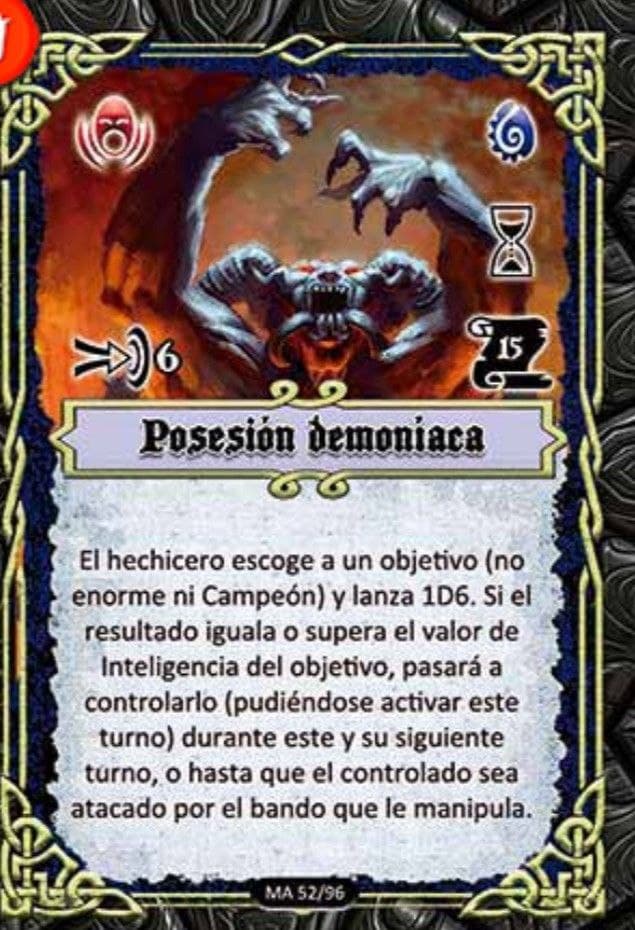 6
15
Posesión demoniaca
El hechicero escoge a un objetivo (no
enorme ni Campeón) y lanza 1D6. Si el
resultado iguala o supera el valor de
Inteligencia del objetivo, pasará a
controlarlo (pudiéndose activar este
turno) durante este y su siguiente
turno, o hasta que el controlado sea
atacado por el bando que le manipula.
MA 52/96